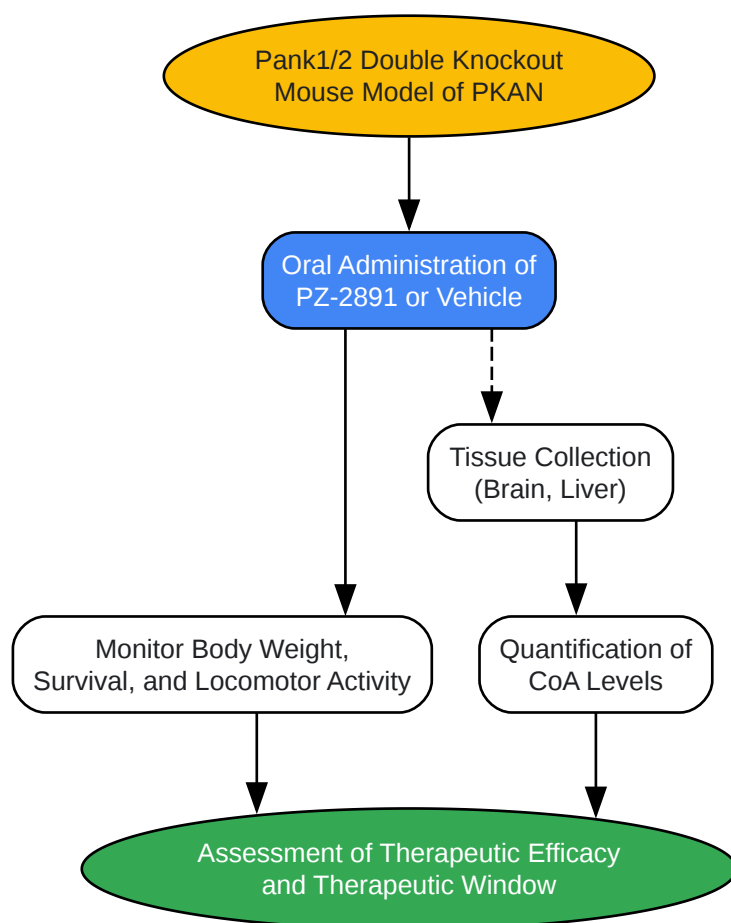 Pank1/2 Double Knockout
Mouse Model of PKAN
Oral Administration of
PZ-2891 or Vehicle
Tissue Collection
(Brain, Liver)
Monitor Body Weight,
Survival, and Locomotor Activity
Quantification of
CoA Levels
Assessment of Therapeutic Efficacy
and Therapeutic Window